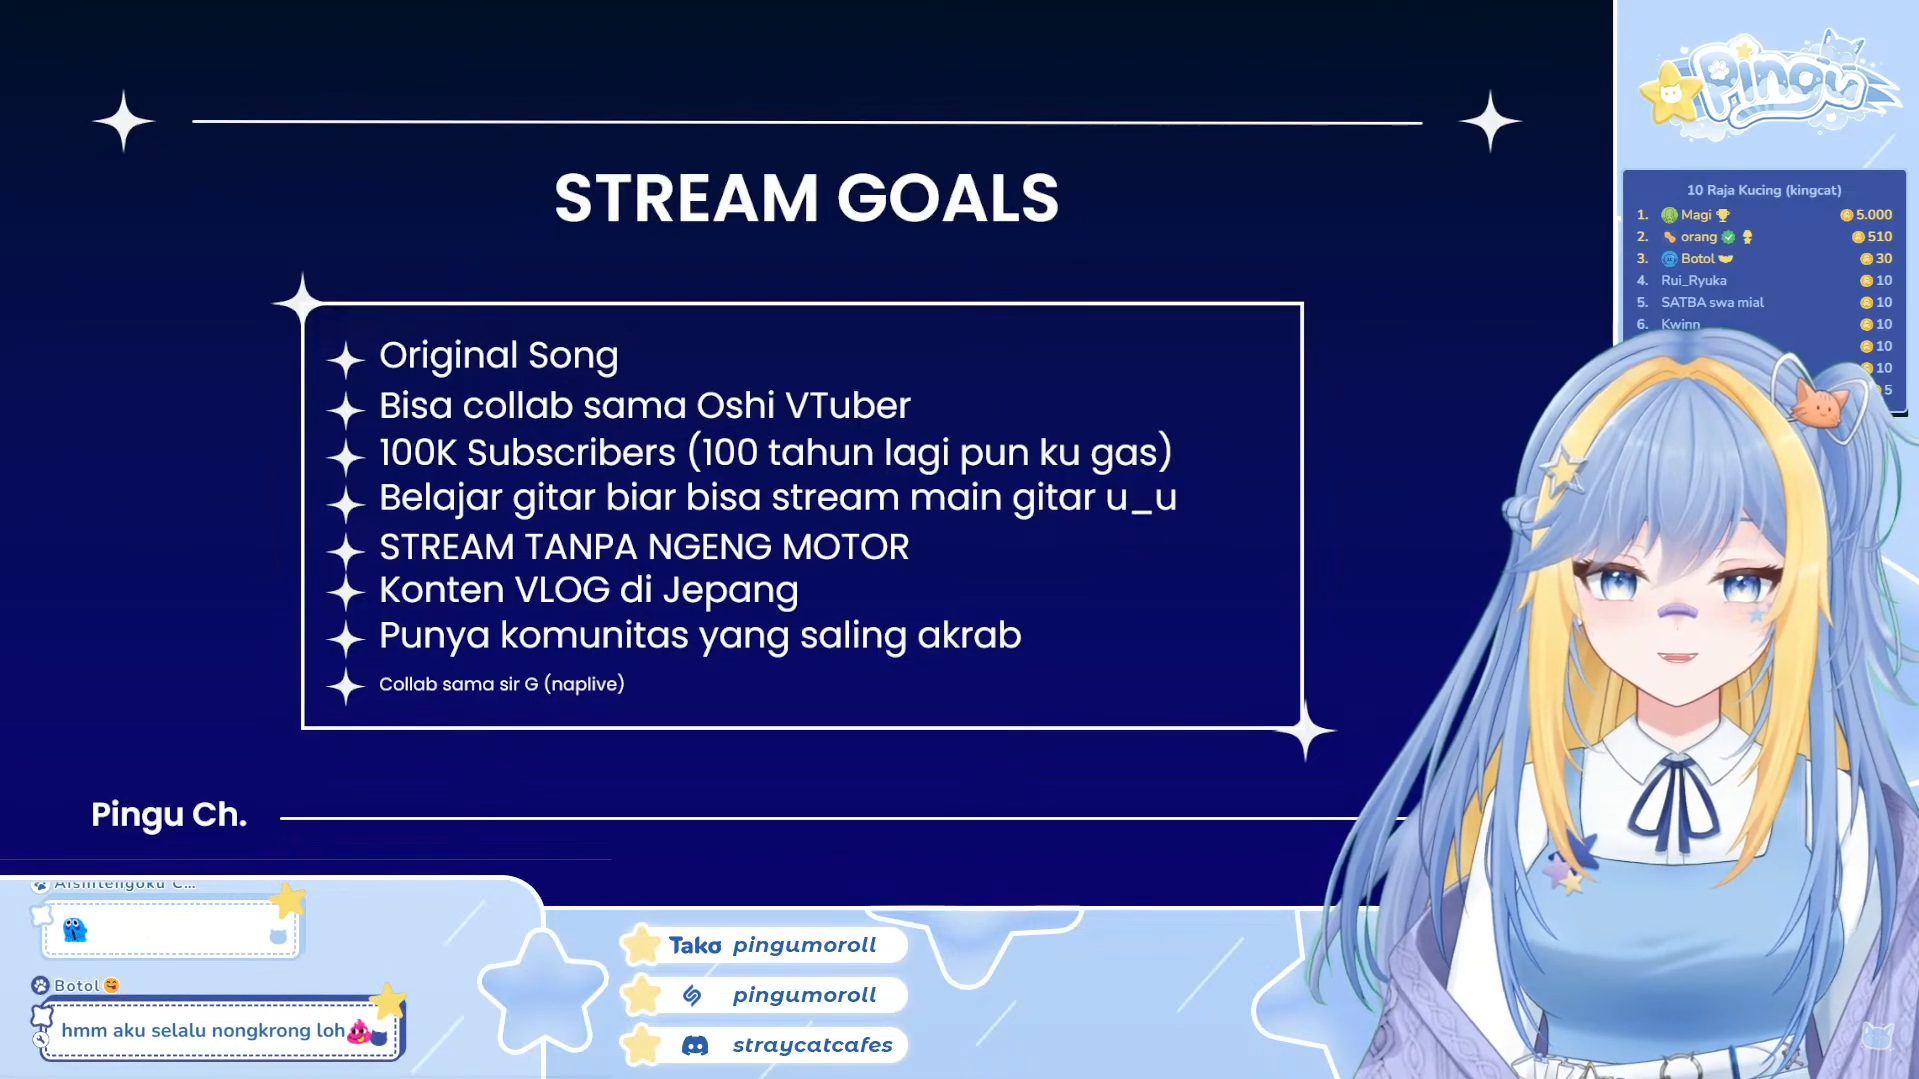 Pingu
STREAM GOALS
Original Song
Bisa collab sama Oshi VTuber
100K Subscribers (100 tahun lagi pun ku gas)
Belajar gitar biar bisa stream main gitar u_u
STREAM TANPA NGENG MOTOR
Konten VLOG di Jepang
Punya komunitas yang saling akrab
Collab sama sir G (naplive)
Pingu Ch.
10 Raja Kucing (kingcat)
1. Magi 5.000
2. orang 510
3. Botol 30
4. Rui_Ryuka 10
5. SATBA swa mial 10
6. Kwinn 10
10
10
5
Botol
hmm aku selalu nongkrong loh
Tako pingumoroll
pingumoroll
straycatcafes